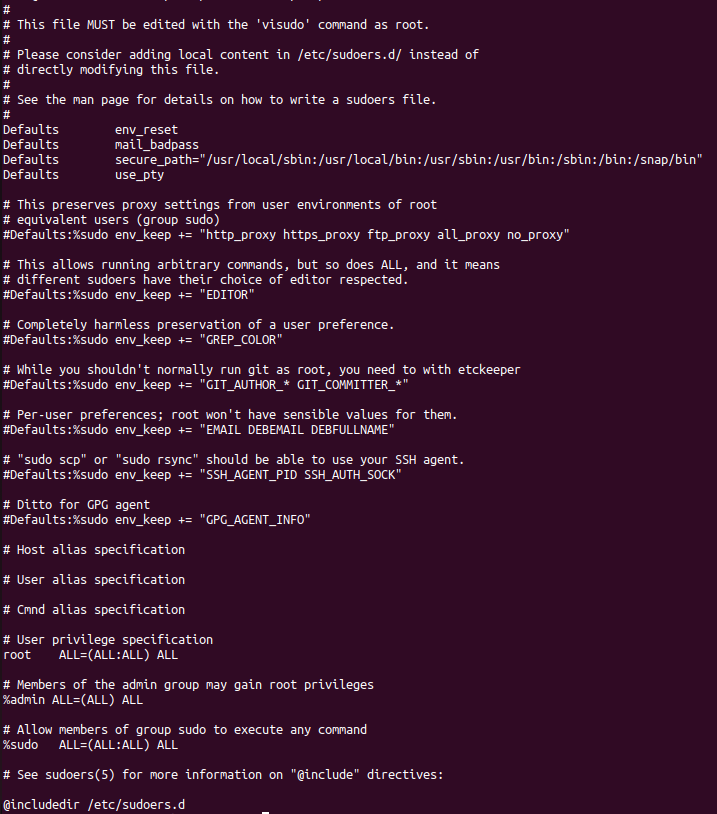 #
# This file MUST be edited with the 'visudo' command as root.
#
# Please consider adding local content in /etc/sudoers.d/ instead of
# directly modifying this file.
#
# See the man page for details on how to write a sudoers file.
#
Defaults        env_reset
Defaults        mail_badpass
Defaults        secure_path="/usr/local/sbin:/usr/local/bin:/usr/sbin:/usr/bin:/sbin:/bin:/snap/bin"
Defaults        use_pty

# This preserves proxy settings from user environments of root
# equivalent users (group sudo)
#Defaults:%sudo env_keep += "http_proxy https_proxy ftp_proxy all_proxy no_proxy"

# This allows running arbitrary commands, but so does ALL, and it means
# different sudoers have their choice of editor respected.
#Defaults:%sudo env_keep += "EDITOR"

# Completely harmless preservation of a user preference.
#Defaults:%sudo env_keep += "GREP_COLOR"

# While you shouldn't normally run git as root, you need to with etckeeper
#Defaults:%sudo env_keep += "GIT_AUTHOR_* GIT_COMMITTER_*"

# Per-user preferences; root won't have sensible values for them.
#Defaults:%sudo env_keep += "EMAIL DEBEMAIL DEBFULLNAME"

# "sudo scp" or "sudo rsync" should be able to use your SSH agent.
#Defaults:%sudo env_keep += "SSH_AGENT_PID SSH_AUTH_SOCK"

# Ditto for GPG agent
#Defaults:%sudo env_keep += "GPG_AGENT_INFO"

# Host alias specification

# User alias specification

# Cmnd alias specification

# User privilege specification
root    ALL=(ALL:ALL) ALL

# Members of the admin group may gain root privileges
%admin ALL=(ALL) ALL

# Allow members of group sudo to execute any command
%sudo   ALL=(ALL:ALL) ALL

# See sudoers(5) for more information on "@include" directives:

@includedir /etc/sudoers.d